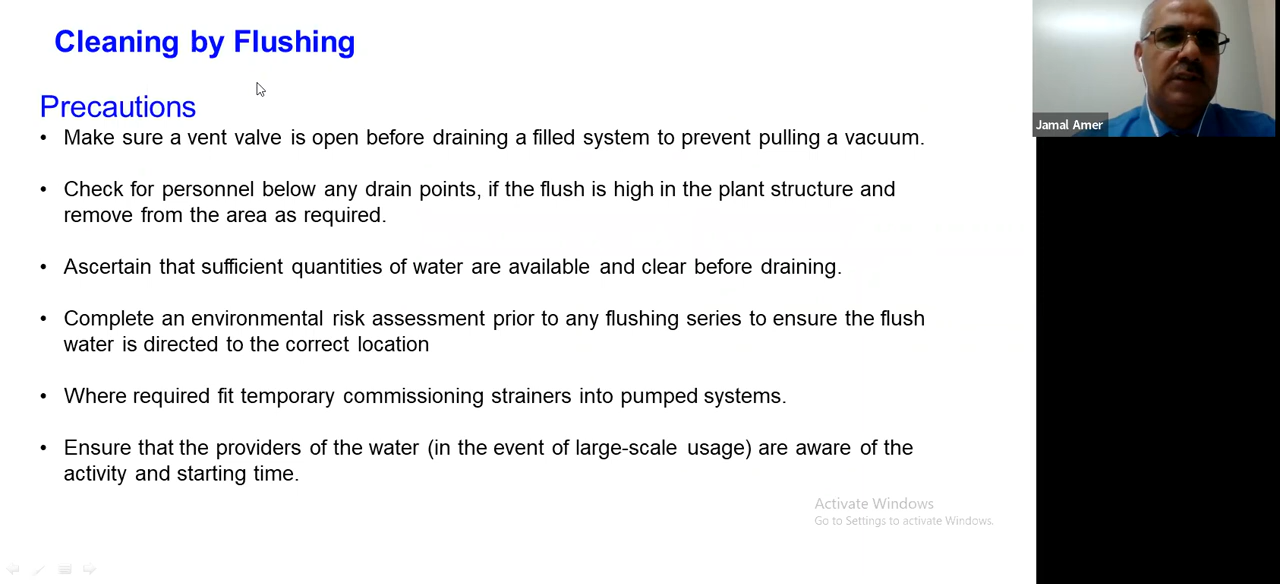 Cleaning by Flushing
Precautions
• Make sure a vent valve is open before draining a filled system to prevent pulling a vacuum.
• Check for personnel below any drain points, if the flush is high in the plant structure and
remove from the area as required.
• Ascertain that sufficient quantities of water are available and clear before draining.
• Complete an environmental risk assessment prior to any flushing series to ensure the flush
water is directed to the correct location
• Where required fit temporary commissioning strainers into pumped systems.
• Ensure that the providers of the water (in the event of large-scale usage) are aware of the
activity and starting time.
Jamal Amer
Activate Windows
Go to Settings to activate Windows.